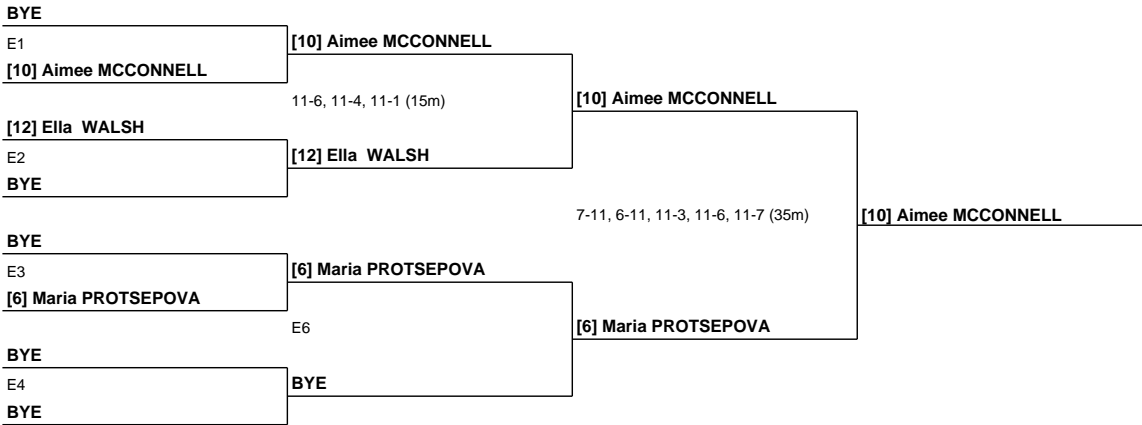 BYE
E1
[10] Aimee MCCONNELL
[10] Aimee MCCONNELL
11-6, 11-4, 11-1 (15m)
[10] Aimee MCCONNELL
[12] Ella  WALSH
E2
[12] Ella  WALSH
BYE
7-11, 6-11, 11-3, 11-6, 11-7 (35m)
[10] Aimee MCCONNELL
BYE
E3
[6] Maria PROTSEPOVA
[6] Maria PROTSEPOVA
E6
[6] Maria PROTSEPOVA
BYE
E4
BYE
BYE